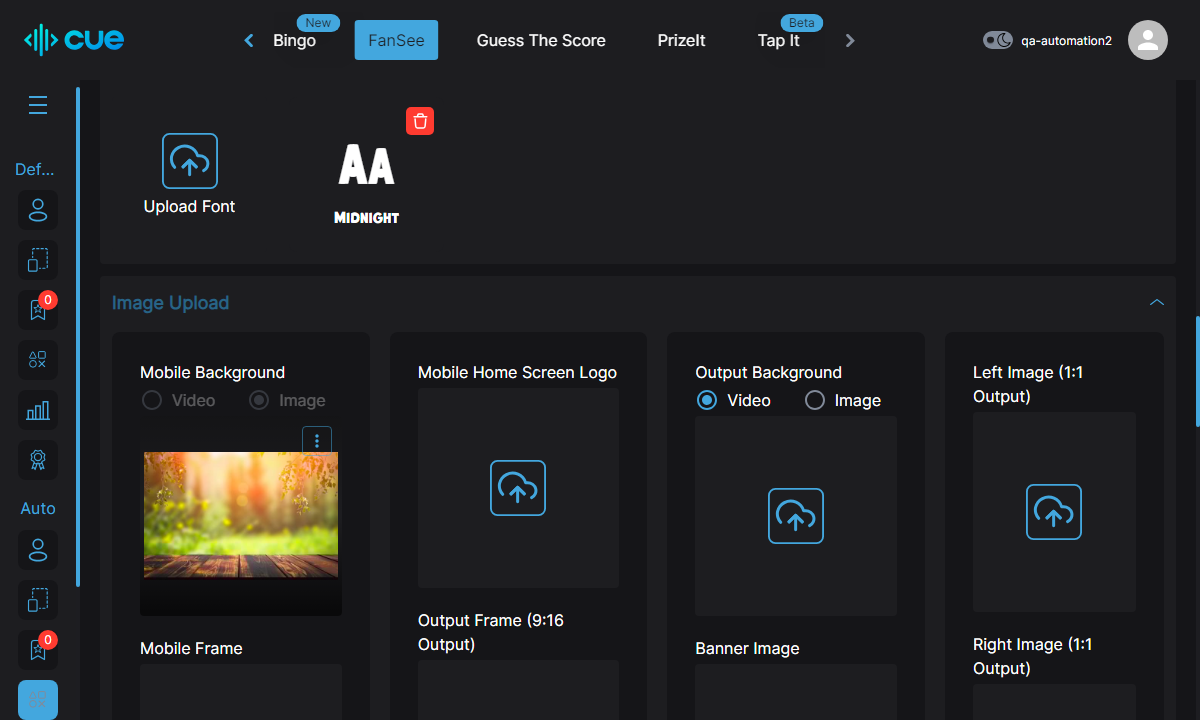 cue
Bingo
New
FanSee
Guess The Score
PrizeIt
Tap It
Beta
qa-automation2
Def...
0
Auto
0
Upload Font
AA
Midnight
Image Upload
Mobile Background
Video
Image
Mobile Frame
Mobile Home Screen Logo
Output Frame (9:16
Output)
Output Background
Video
Image
Banner Image
Left Image (1:1
Output)
Right Image (1:1
Output)